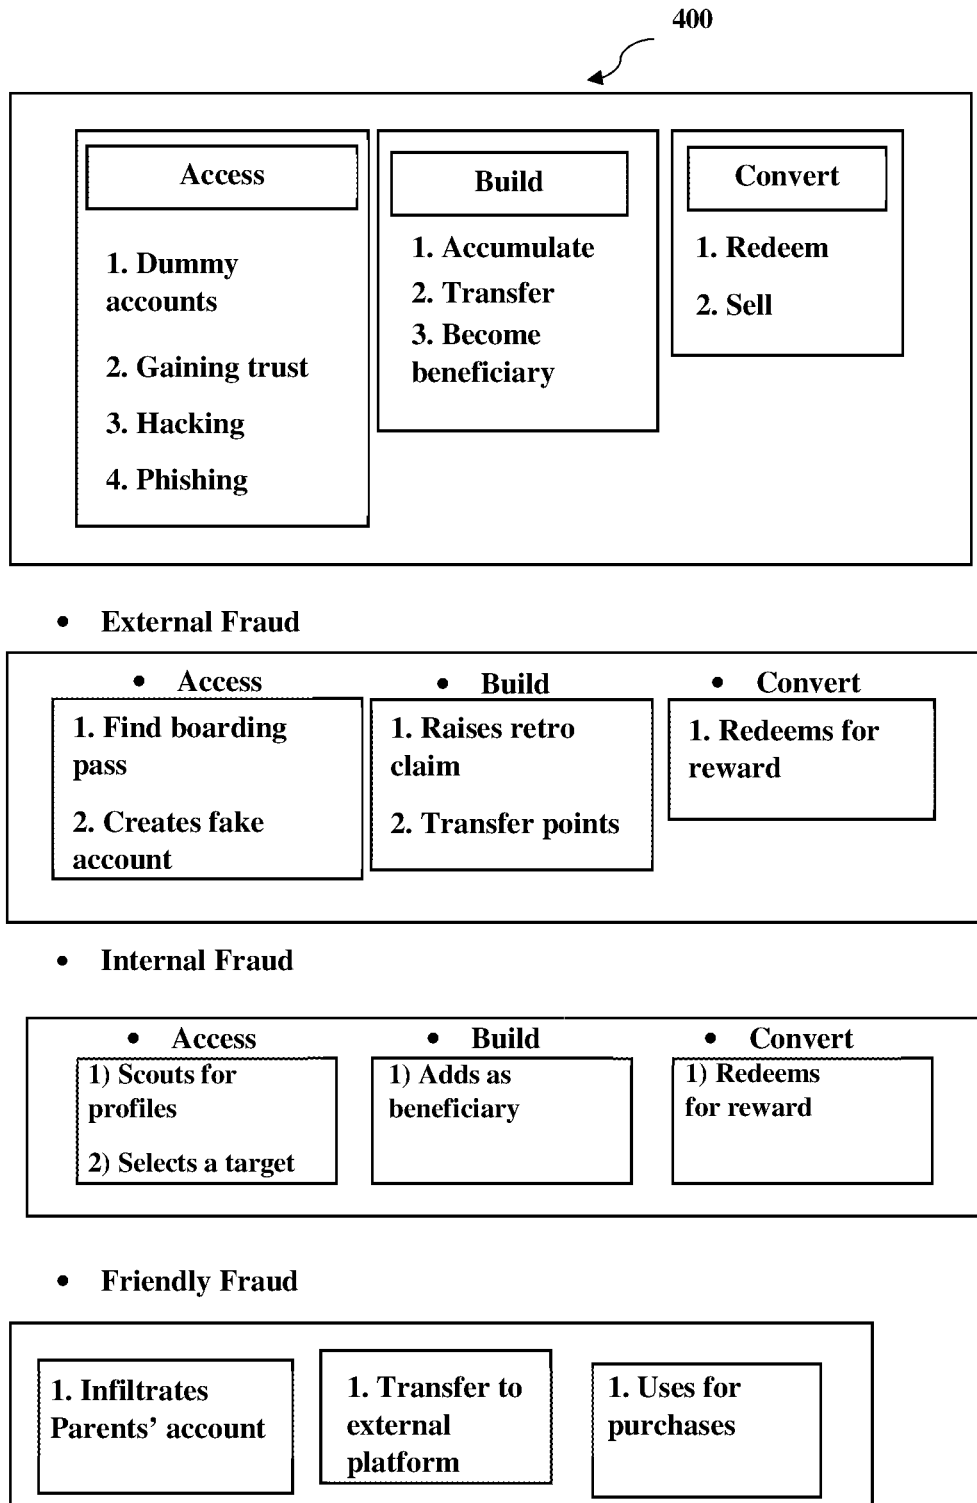 400
Access
1. Dummy
accounts
2. Gaining trust
3. Hacking
4. Phishing
Build
1. Accumulate
2. Transfer
3. Become
beneficiary
Convert
1. Redeem
2. Sell
• External Fraud
• Access
1. Find boarding
pass
2. Creates fake
account
• Build
1. Raises retro
claim
2. Transfer points
• Convert
1. Redeems for
reward
• Internal Fraud
• Access
1) Scouts for
profiles
2) Selects a target
• Build
1) Adds as
beneficiary
• Convert
1) Redeems
for reward
• Friendly Fraud
1. Infiltrates
Parents’ account
1. Transfer to
external
platform
1. Uses for
purchases